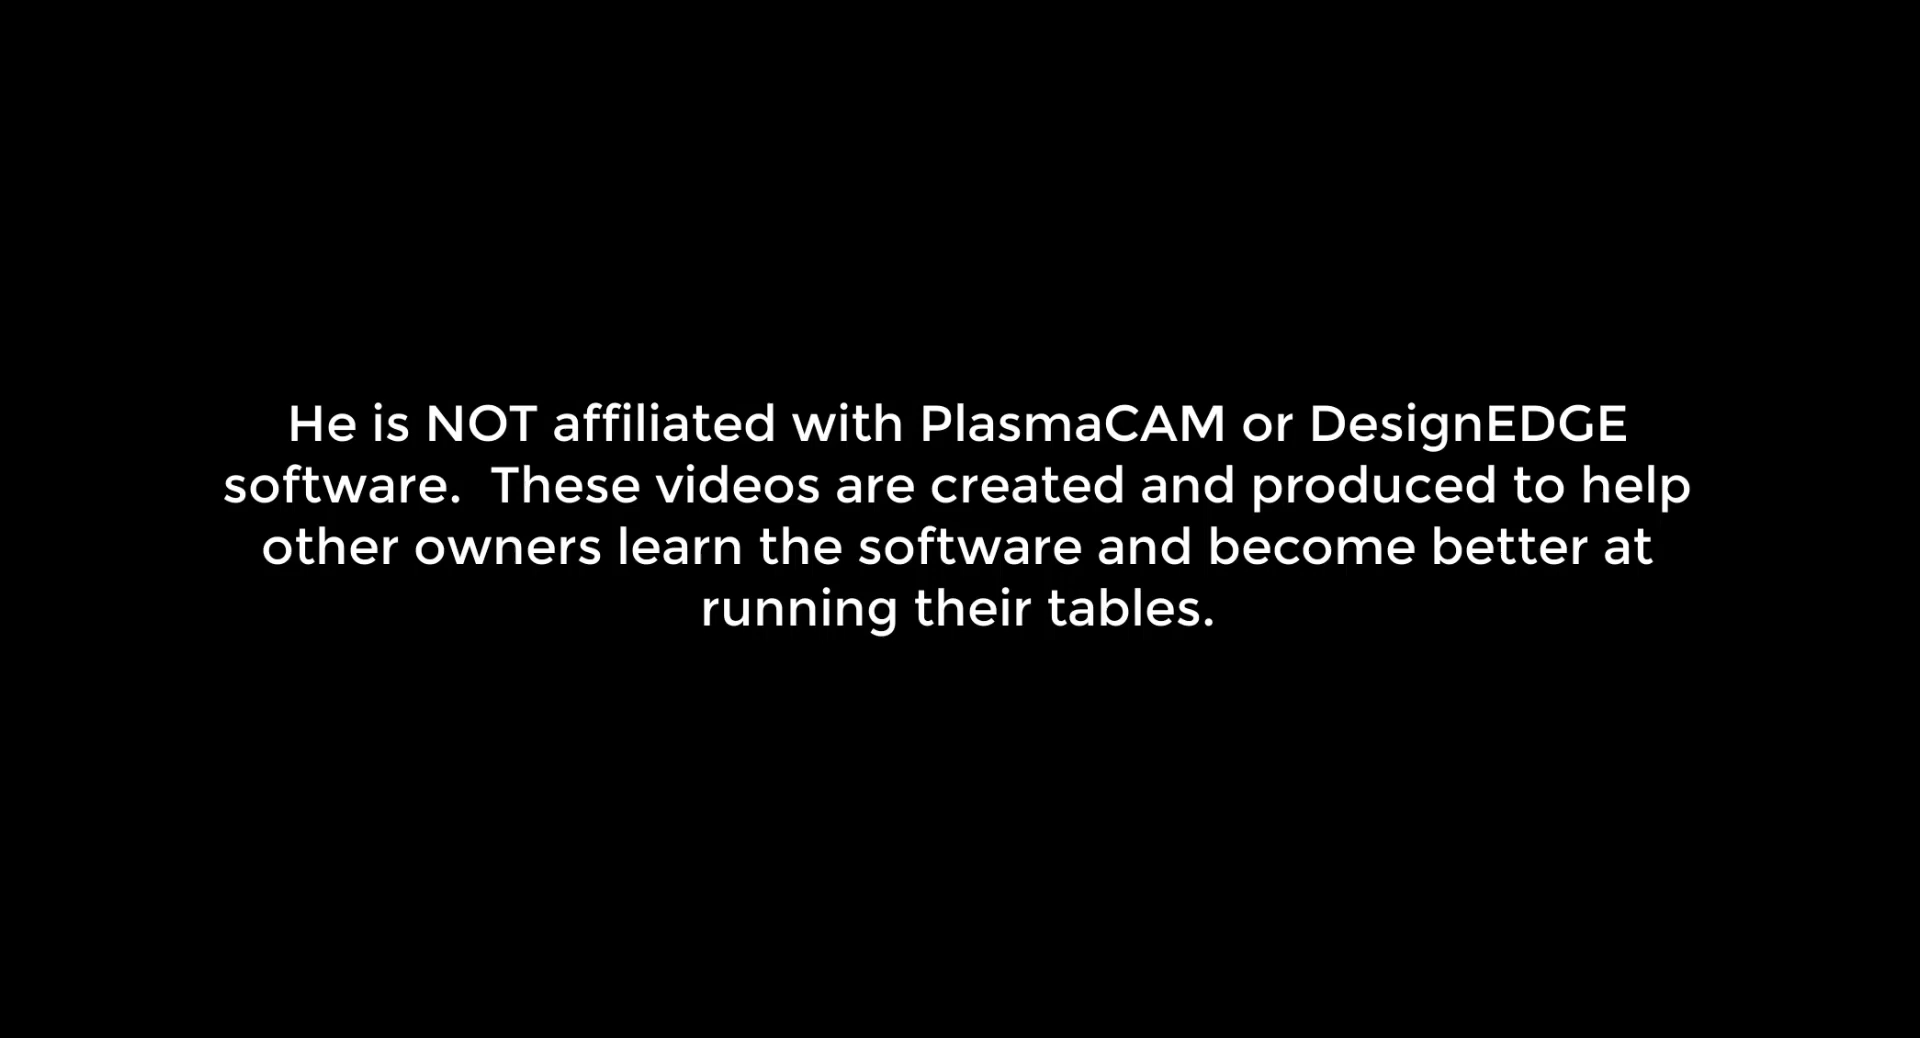 He is NOT affiliated with PlasmaCAM or DesignEDGE
software.  These videos are created and produced to help
other owners learn the software and become better at
running their tables.